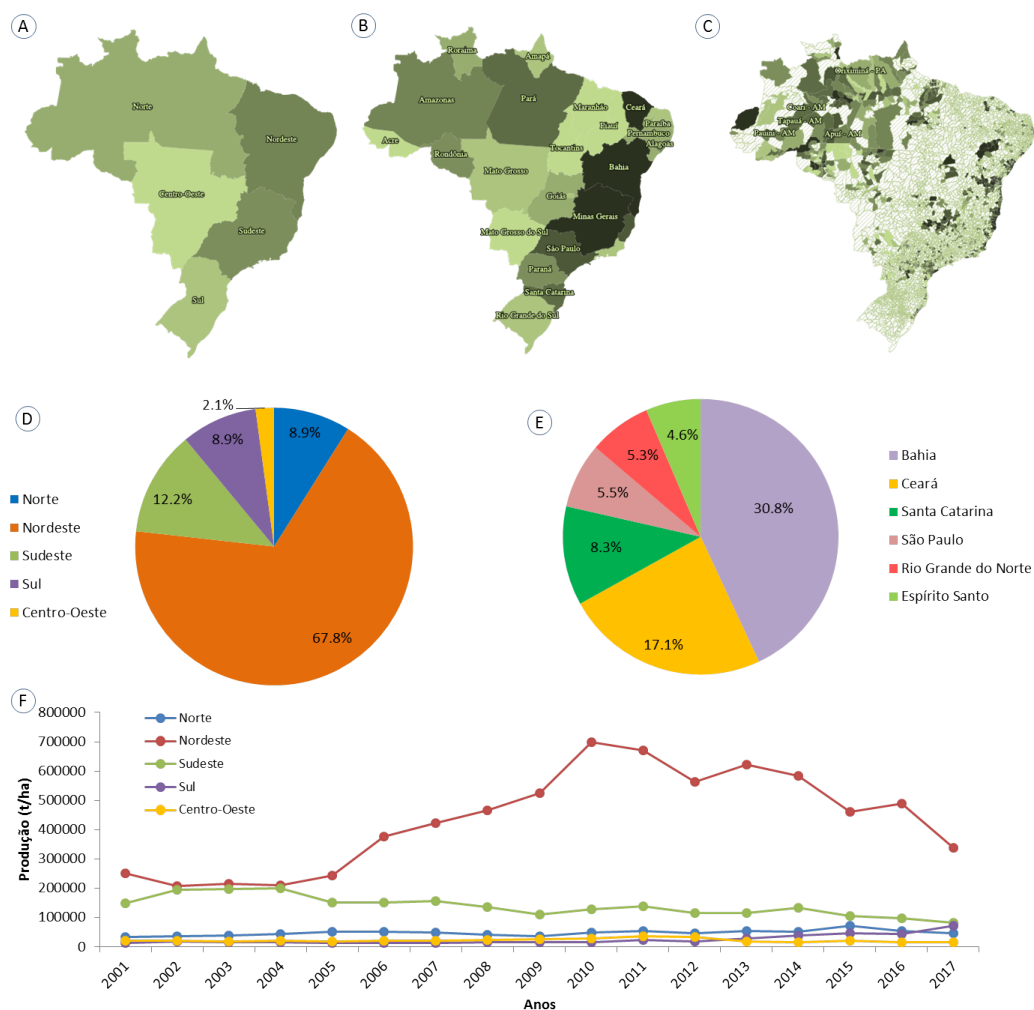 A
B
C
Norte
Nordeste
Centro-Oeste
Sudeste
Sul
Roraima
Amapá
Amazonas
Pará
Maranhão
Ceará
Piauí
Paraíba
Pernambuco
Alagoas
Acre
Rondônia
Tocantins
Bahia
Mato Grosso
Goiás
Minas Gerais
Mato Grosso do Sul
São Paulo
Paraná
Santa Catarina
Rio Grande do Sul
Oriximiná - PA
Coari - AM
Tapauá - AM
Pauini - AM
Apuí - AM
D
2.1%
8.9%
8.9%
12.2%
67.8%
Norte
Nordeste
Sudeste
Sul
Centro-Oeste
E
4.6%
5.3%
5.5%
8.3%
17.1%
30.8%
Bahia
Ceará
Santa Catarina
São Paulo
Rio Grande do Norte
Espírito Santo
F
Produção (t/ha)
800000
700000
600000
500000
400000
300000
200000
100000
0
Norte
Nordeste
Sudeste
Sul
Centro-Oeste
2001
2002
2003
2004
2005
2006
2007
2008
2009
2010
2011
2012
2013
2014
2015
2016
2017
Anos